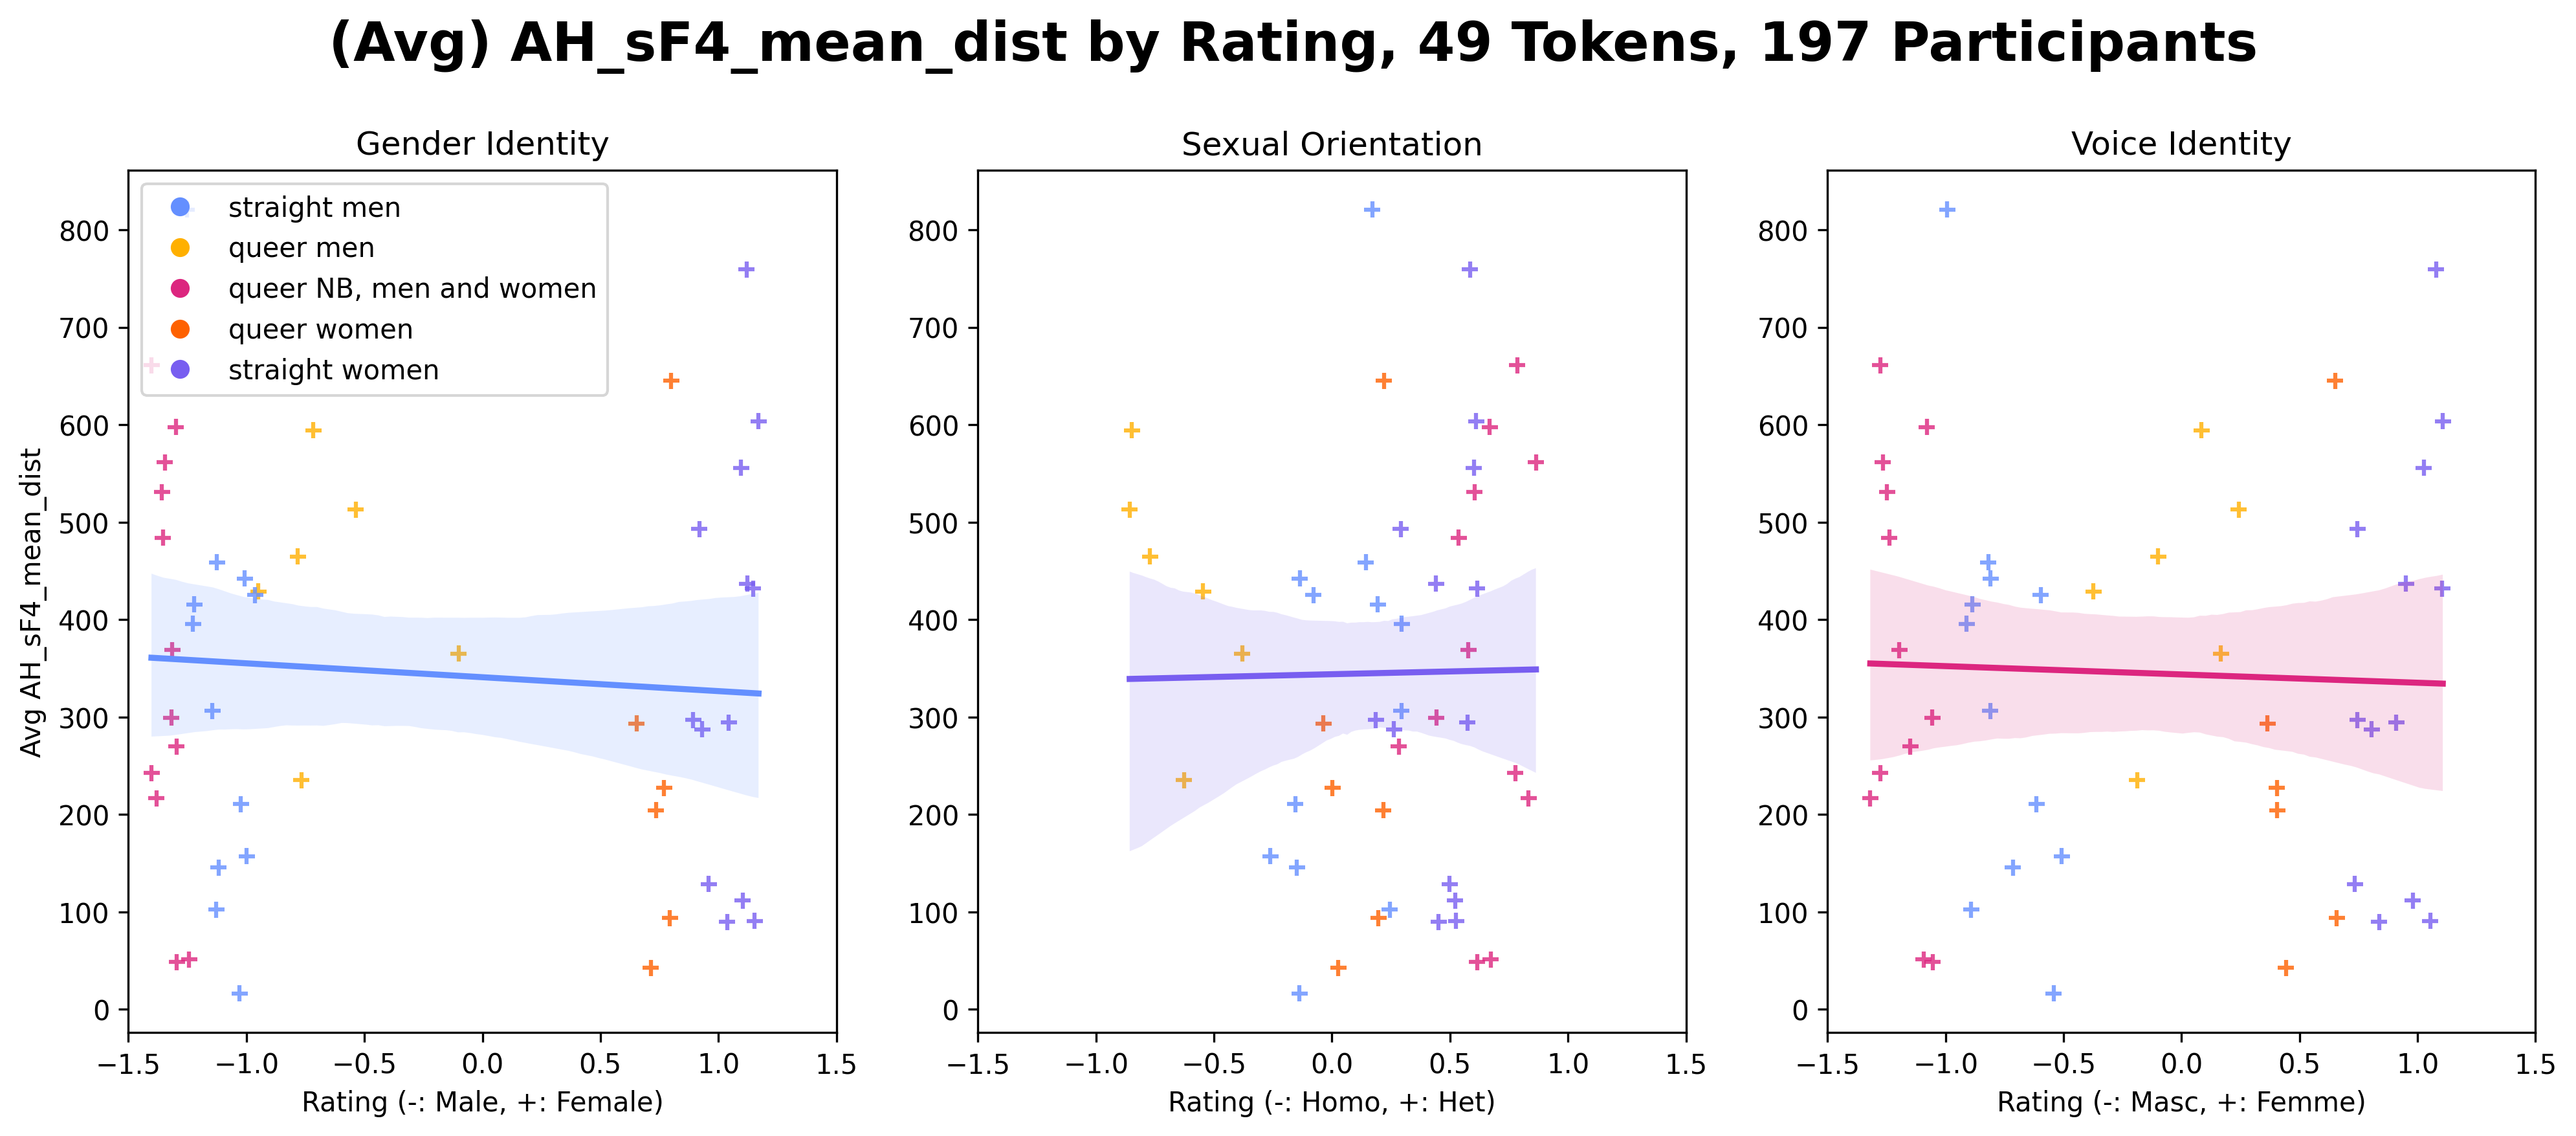 (Avg) AH_sF4_mean_dist by Rating, 49 Tokens, 197 Participants
Gender Identity
Sexual Orientation
Voice Identity
straight men
queer men
queer NB, men and women
queer women
straight women
Avg AH_sF4_mean_dist
800
700
600
500
400
300
200
100
0
−1.5 −1.0 −0.5 0.0 0.5 1.0 1.5
Rating (-: Male, +: Female)
800
700
600
500
400
300
200
100
0
−1.5 −1.0 −0.5 0.0 0.5 1.0 1.5
Rating (-: Homo, +: Het)
800
700
600
500
400
300
200
100
0
−1.5 −1.0 −0.5 0.0 0.5 1.0 1.5
Rating (-: Masc, +: Femme)